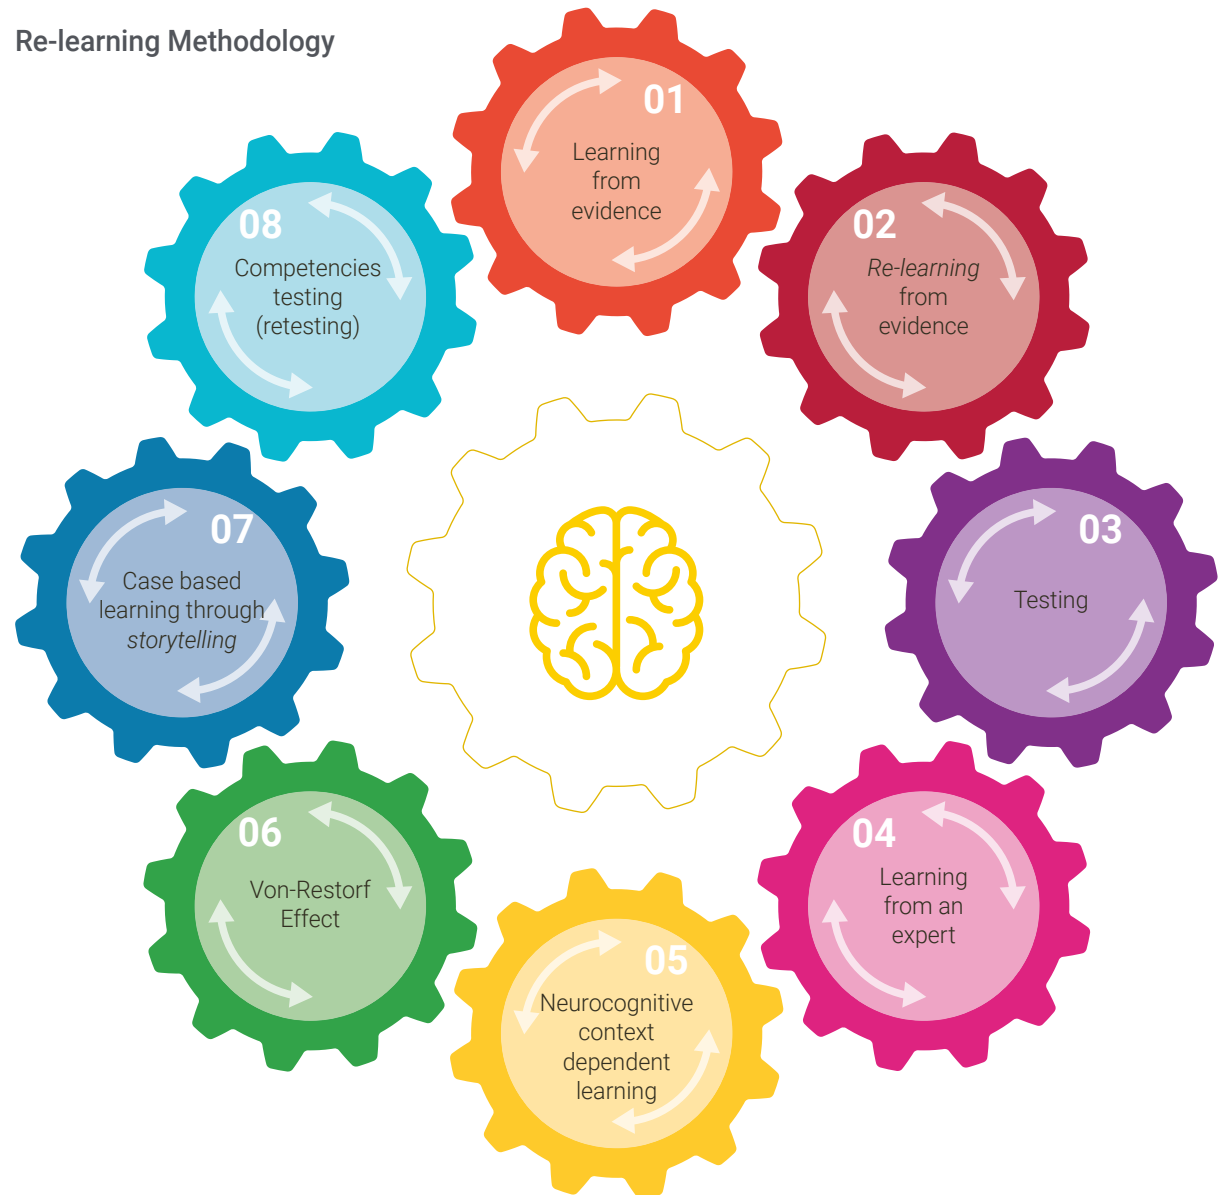 Re-learning Methodology
01
Learning
from
evidence
02
Re-learning
from
evidence
03
Testing
04
Learning
from an
expert
05
Neurocognitive
context
dependent
learning
06
Von-Restorf
Effect
07
Case based
learning through
storytelling
08
Competencies
testing
(retesting)